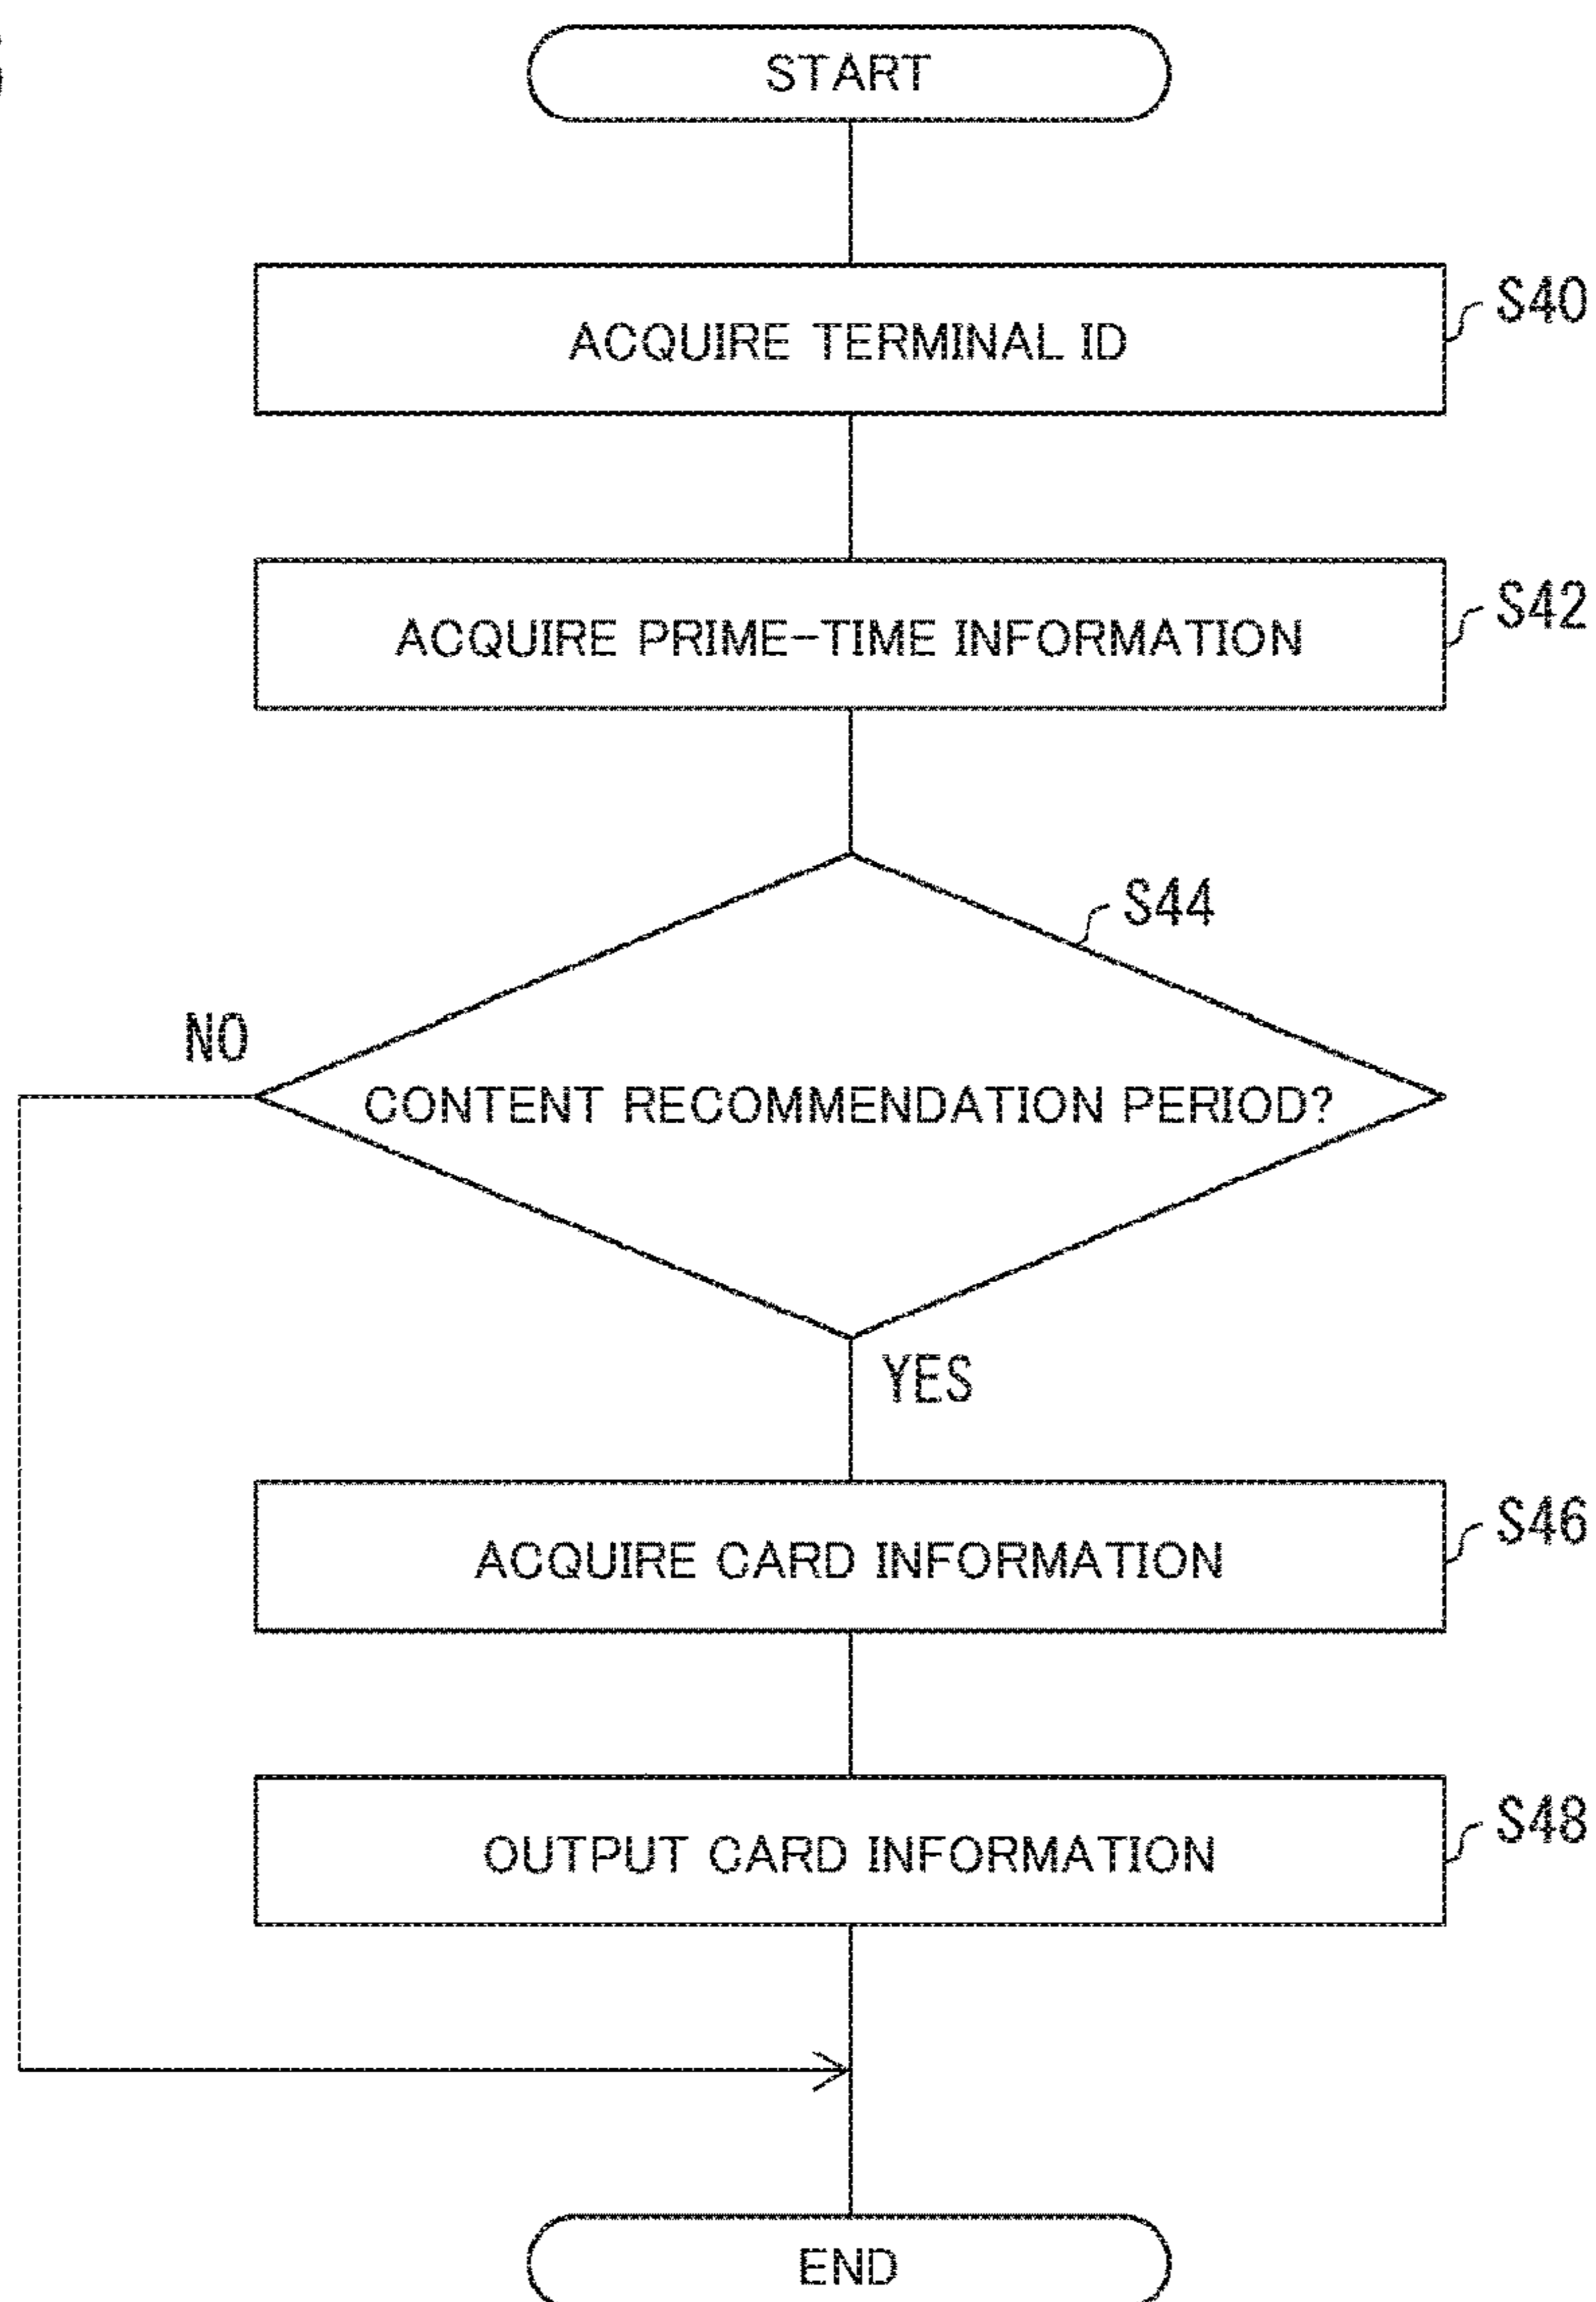 START
ACQUIRE TERMINAL ID
S40
ACQUIRE PRIME-TIME INFORMATION
S42
S44
NO
CONTENT RECOMMENDATION PERIOD?
YES
ACQUIRE CARD INFORMATION
S46
OUTPUT CARD INFORMATION
S48
END